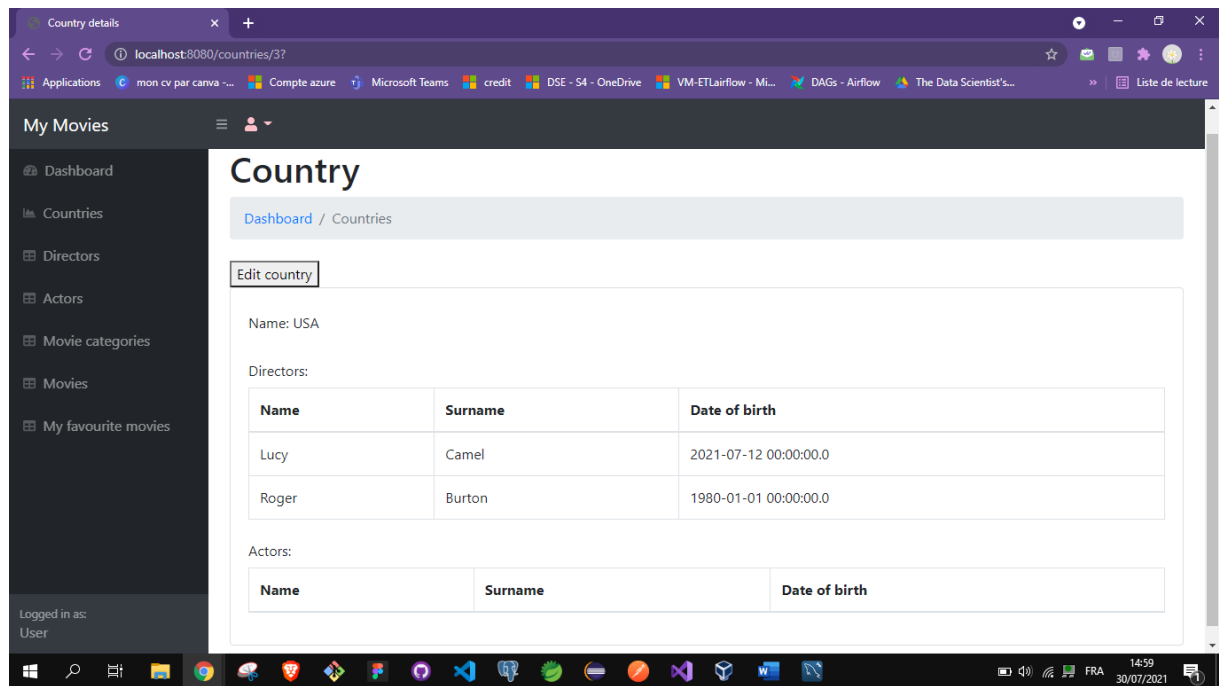 Country details
localhost:8080/countries/3?
Applications mon cv par canva -... Compte azure Microsoft Teams credit DSE - S4 - OneDrive VM-ETLairflow - Mi... DAGs - Airflow The Data Scientist's... » Liste de lecture
My Movies
Dashboard
Countries
Directors
Actors
Movie categories
Movies
My favourite movies
Logged in as:
User
Country
Dashboard / Countries
Edit country
Name: USA
Directors:
Name Surname Date of birth
Lucy Camel 2021-07-12 00:00:00.0
Roger Burton 1980-01-01 00:00:00.0
Actors:
Name Surname Date of birth
FRA
14:59
30/07/2021